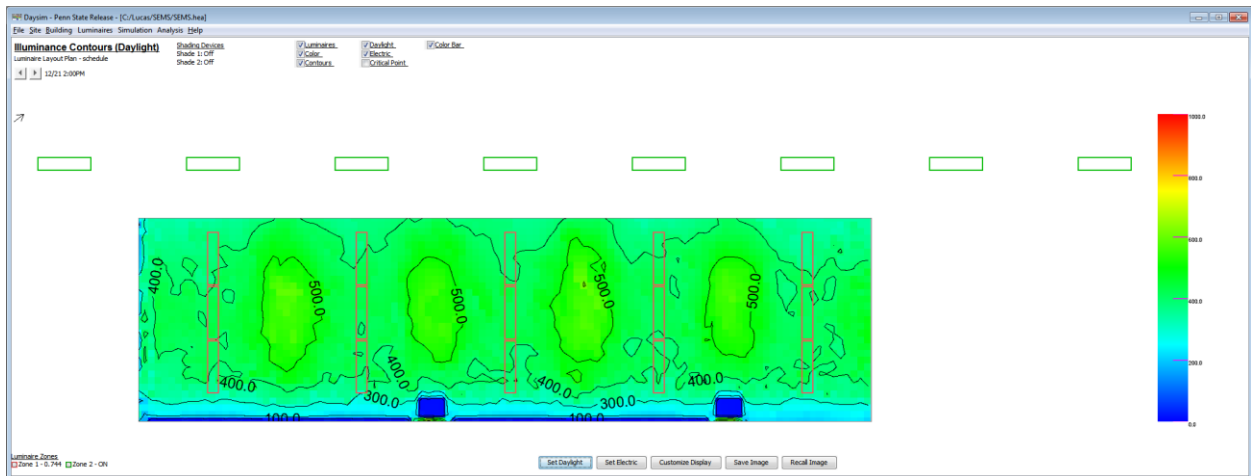 Daysim - Penn State Release - [C:/Lucas/SEMS/SEMS.hea]
File Site Building Luminaires Simulation Analysis Help
Illuminance Contours (Daylight)
Luminaire Layout Plan - schedule
12/21 2:00PM
Shading Devices
Shade 1: Off
Shade 2: Off
Luminaires Daylight Color Bar
Color Electric
Contours Critical Point
1000.0
800.0
600.0
400.0
200.0
0.0
400.0 500.0 500.0 500.0 500.0
400.0 400.0 400.0 400.0 400.0
300.0 300.0
100.0 100.0
Luminaire Zones
Zone 1 - 0.744 Zone 2 - ON
Set Daylight Set Electric Customize Display Save Image Recall Image